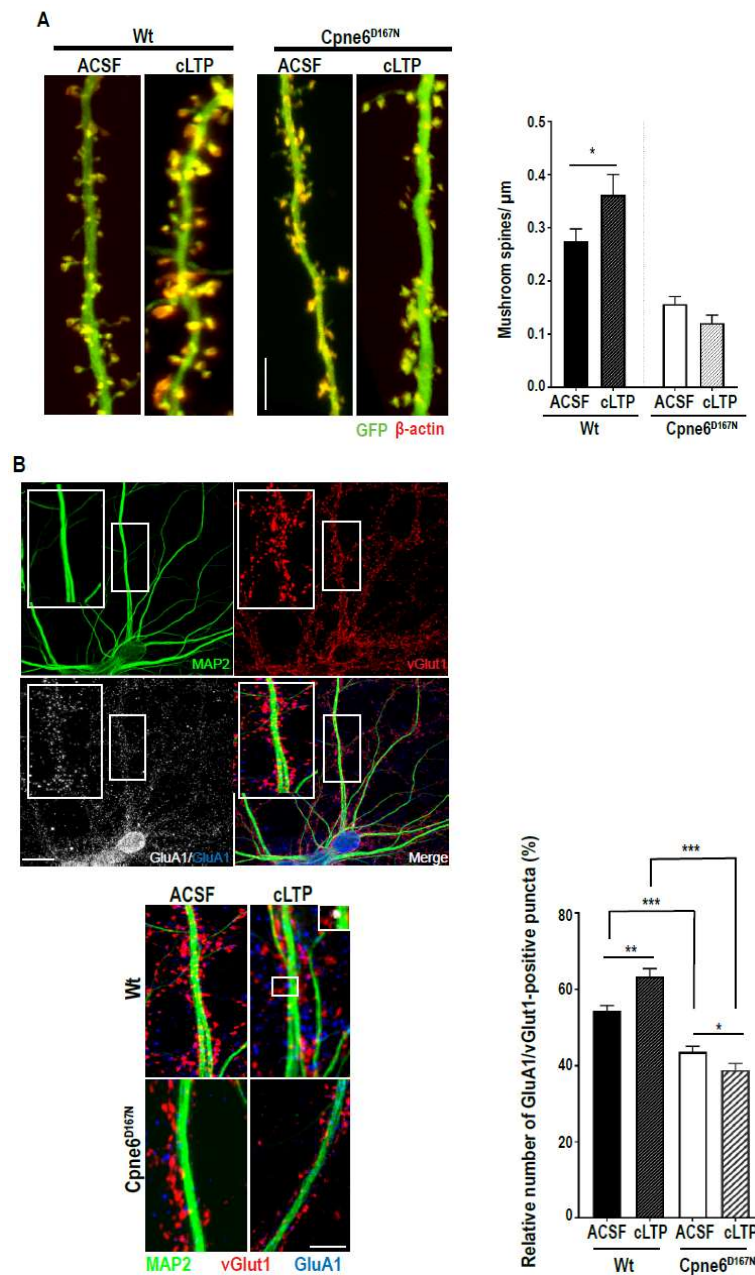 A
Wt
Cpne6D167N
ACSF
cLTP
ACSF
cLTP
GFP β-actin
Mushroom spines/ μm
0.5
0.4
0.3
0.2
0.1
0.0
*
ACSF cLTP ACSF cLTP
Wt
Cpne6D167N
B
MAP2
vGlut1
GluA1/GluA1
Merge
ACSF
cLTP
Wt
Cpne6D167N
MAP2 vGlut1 GluA1
Relative number of GluA1/vGlut1-positive puncta (%)
80
60
40
20
0
***
***
**
*
ACSF cLTP ACSF cLTP
Wt
Cpne6D167N